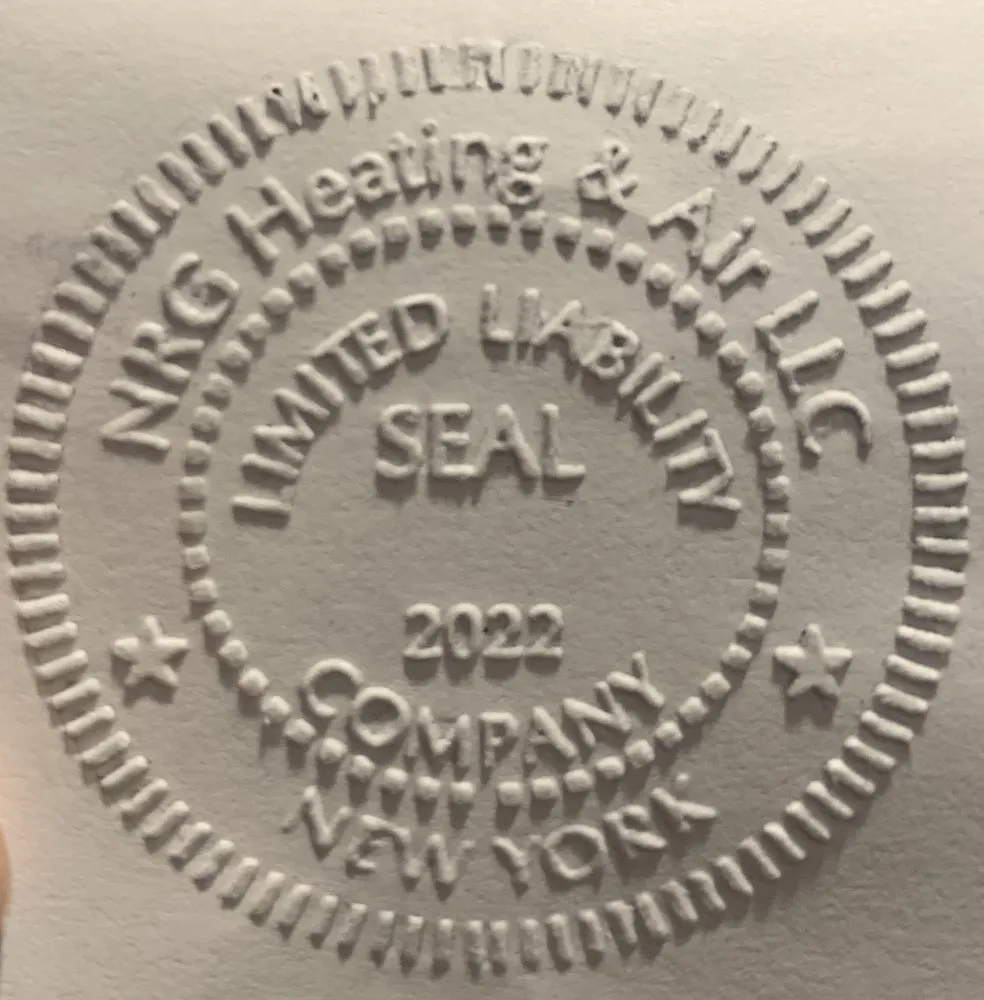 NRG Heating & Air LLC
LIMITED LIABILITY
SEAL
2022
COMPANY
NEW YORK